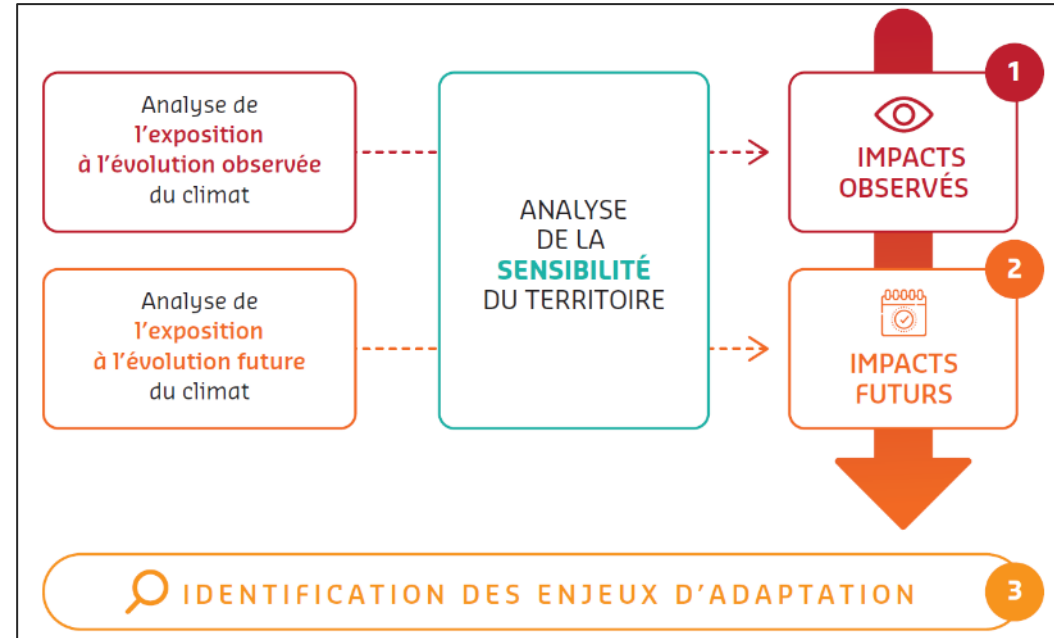 Analyse de
l'exposition
à l'évolution observée
du climat
ANALYSE
DE LA
SENSIBILITÉ
DU TERRITOIRE
1
IMPACTS
OBSERVÉS
Analyse de
l'exposition
à l'évolution future
du climat
2
IMPACTS
FUTURS
IDENTIFICATION DES ENJEUX D'ADAPTATION
3